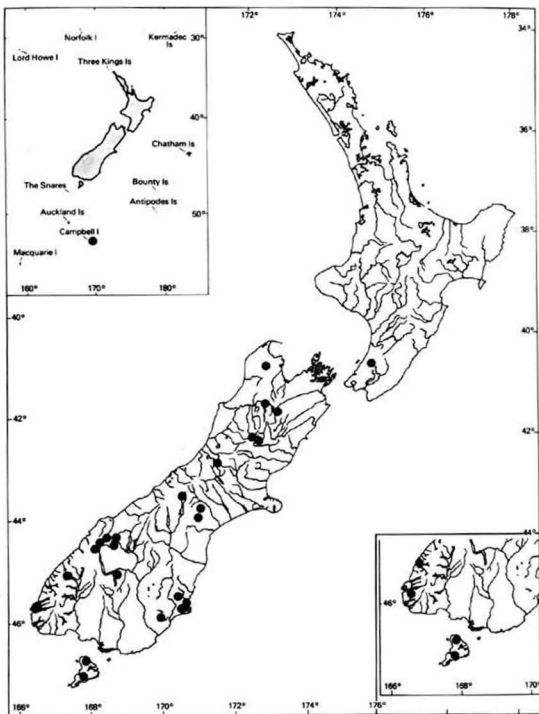 172° 174° 176° 178°
Norfolk I
Kermadec
Is
30°
Lord Howe I
Three Kings Is
34°
40°
Chatham Is
36°
The Snares
Bounty Is
Antipodes Is
50°
Auckland Is
Campbell I
38°
Macquarie I
160° 170° 180°
40° 40°
42° 42°
44° 44°
46°
46°
166° 168° 170°
166° 168° 170° 172° 174° 176°